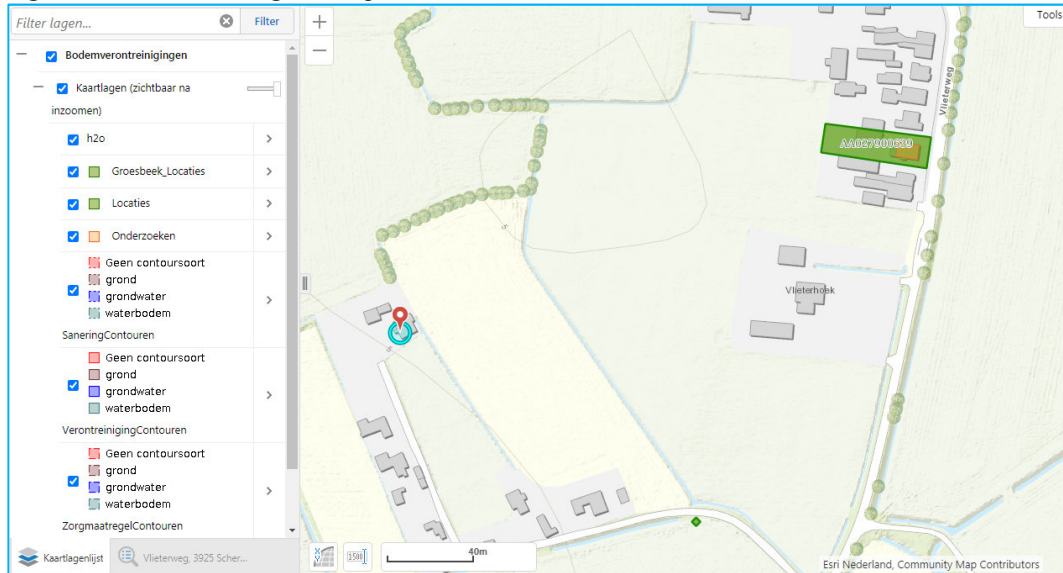 Filter lagen...
Filter
Bodemverontreinigingen
Kaartlagen (zichtbaar na
inzoomen)
h2o
Groesbeek_Locaties
Locaties
Onderzoeken
Geen contoursoort
grond
grondwater
waterbodem
SaneringContouren
Geen contoursoort
grond
grondwater
waterbodem
VerontreinigingContouren
Geen contoursoort
grond
grondwater
waterbodem
ZorgmaatregelContouren
Kaartlagenlijst
Vlieterweg, 3925 Scher...
Tools
Vlieterweg
AA027900639
Vlieterhoek
40m
Esri Nederland, Community Map Contributors